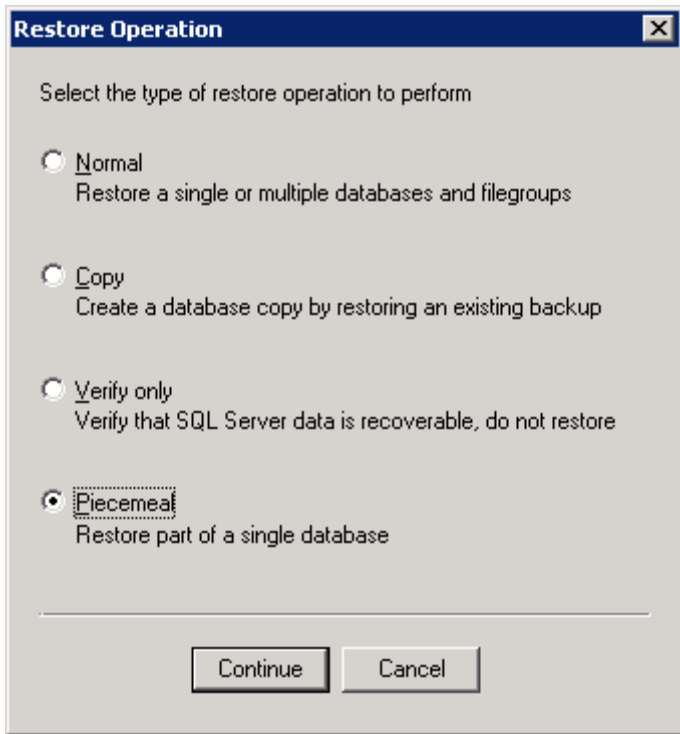 Restore Operation
Select the type of restore operation to perform
Normal
Restore a single or multiple databases and filegroups
Copy
Create a database copy by restoring an existing backup
Verify only
Verify that SQL Server data is recoverable, do not restore
Piecemeal
Restore part of a single database
Continue Cancel